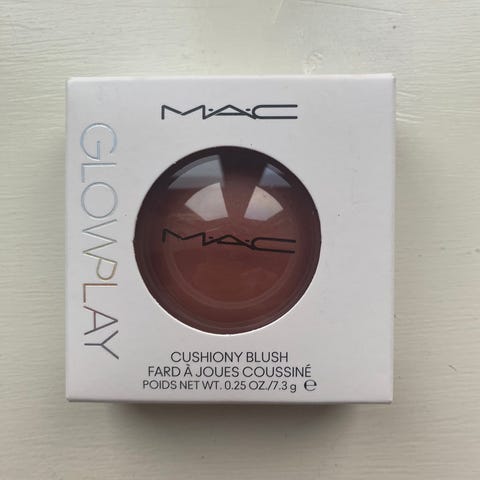 M·A·C
GLOWPLAY
M·A·C
CUSHIONY BLUSH
FARD À JOUES COUSSINÉ
POIDS NET WT. 0.25 OZ./7.3 g ℮